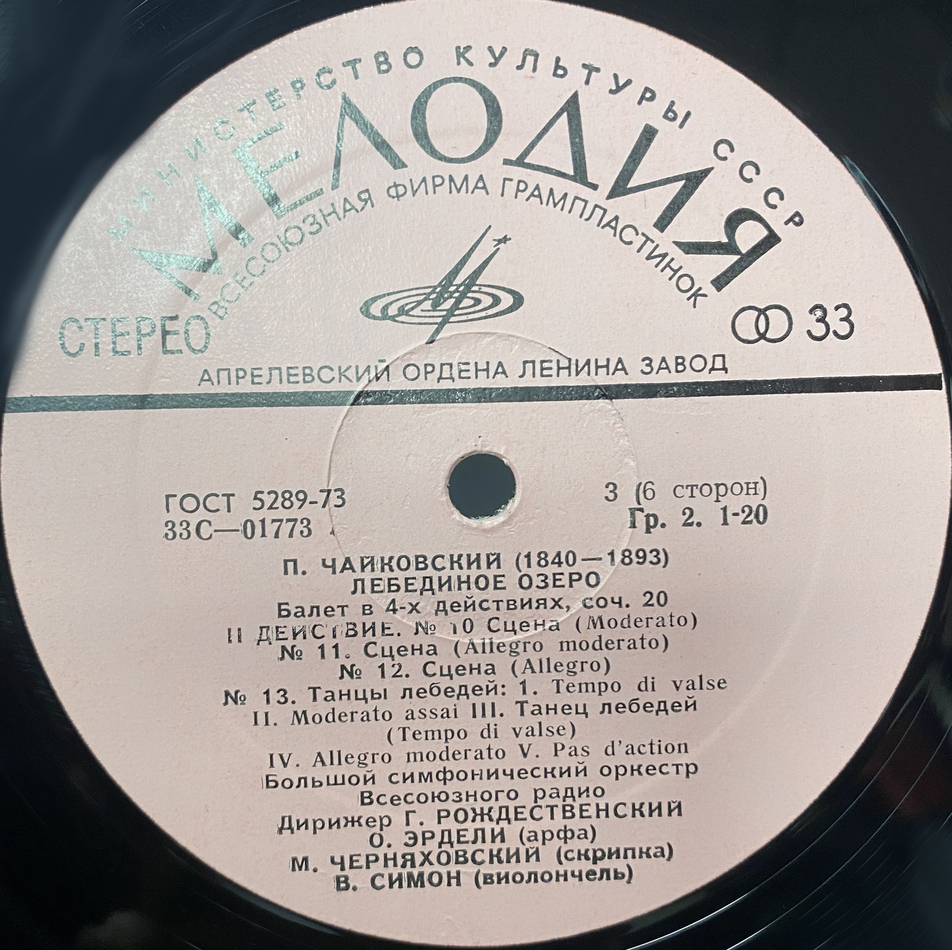 МИНИСТЕРСТВО КУЛЬТУРЫ СССР
МЕЛОДИЯ
ВСЕСОЮЗНАЯ ФИРМА ГРАМПЛАСТИНОК
СТЕРЕО
33
АПРЕЛЕВСКИЙ ОРДЕНА ЛЕНИНА ЗАВОД
ГОСТ 5289-73
3 (6 сторон)
33С—01773
Гр. 2. 1-20
П. ЧАЙКОВСКИЙ (1840—1893)
ЛЕБЕДИНОЕ ОЗЕРО
Балет в 4-х действиях, соч. 20
II ДЕЙСТВИЕ. № 10 Сцена (Moderato)
№ 11. Сцена (Allegro moderato)
№ 12. Сцена (Allegro)
№ 13. Танцы лебедей: 1. Tempo di valse
II. Moderato assai III. Танец лебедей
(Tempo di valse)
IV. Allegro moderato V. Pas d'action
Большой симфонический оркестр
Всесоюзного радио
Дирижер Г. РОЖДЕСТВЕНСКИЙ
О. ЭРДЕЛИ (арфа)
М. ЧЕРНЯХОВСКИЙ (скрипка)
В. СИМОН (виолончель)